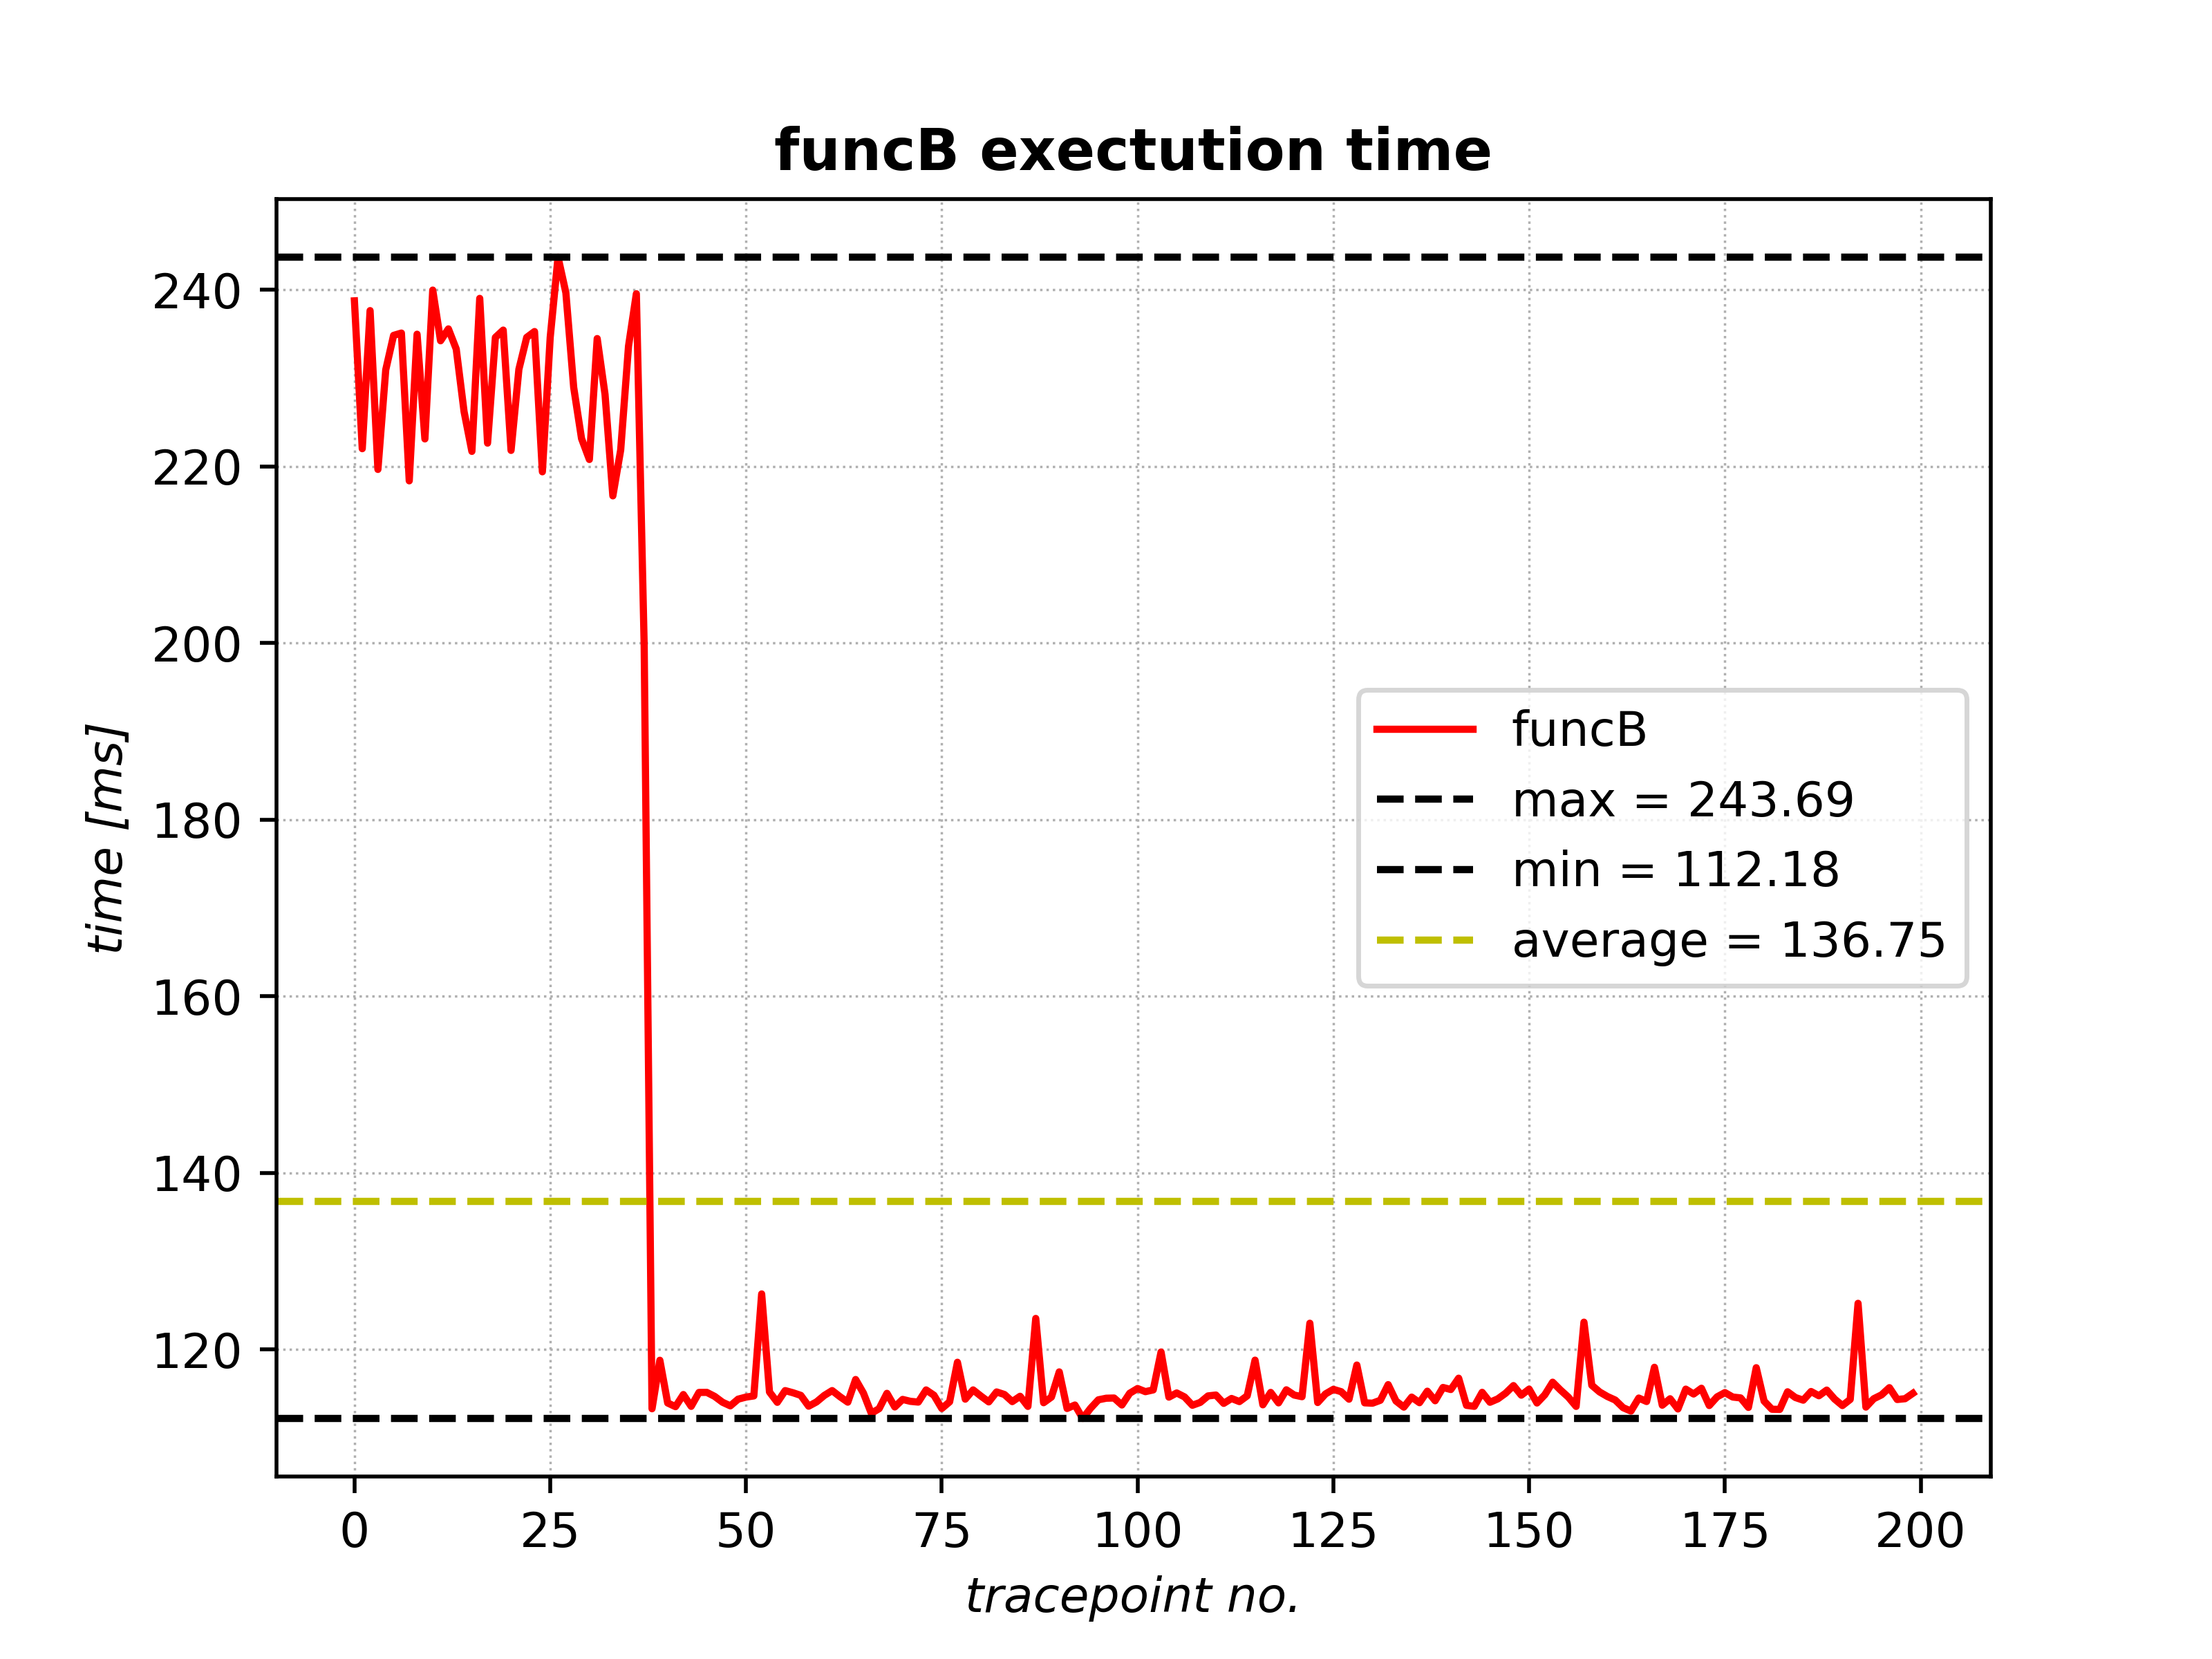 funcB exectution time
240
220
200
180
160
140
120
time [ms]
funcB
max = 243.69
min = 112.18
average = 136.75
0 25 50 75 100 125 150 175 200
tracepoint no.